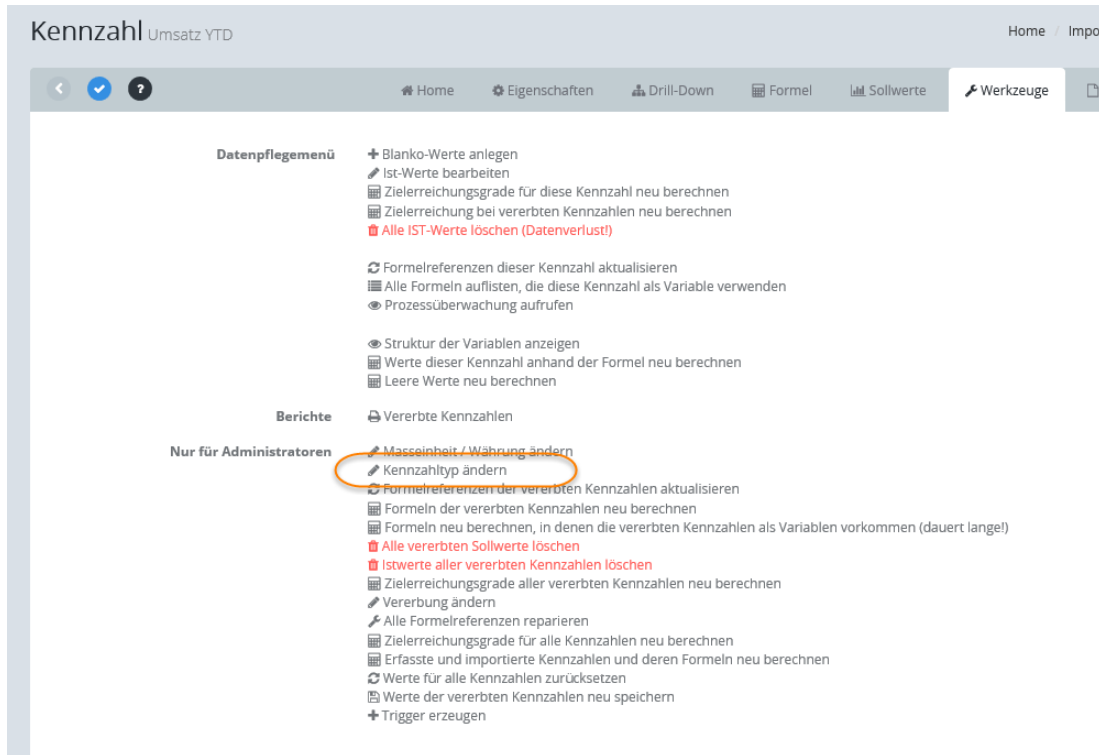 Kennzahl Umsatz YTD
Home / Impo
? Home Eigenschaften Drill-Down Formel Sollwerte Werkzeuge
Datenpflegemenü Blanko-Werte anlegen
Ist-Werte bearbeiten
Zielerreichungsgrade für diese Kennzahl neu berechnen
Zielerreichung bei vererbten Kennzahlen neu berechnen
Alle IST-Werte löschen (Datenverlust!)
Formelreferenzen dieser Kennzahl aktualisieren
Alle Formeln auflisten, die diese Kennzahl als Variable verwenden
Prozessüberwachung aufrufen
Struktur der Variablen anzeigen
Werte dieser Kennzahl anhand der Formel neu berechnen
Leere Werte neu berechnen
Berichte Vererbte Kennzahlen
Nur für Administratoren Masseinheit / Währung ändern
Kennzahltyp ändern
Formelreferenzen der vererbten Kennzahlen aktualisieren
Formeln der vererbten Kennzahlen neu berechnen
Formeln neu berechnen, in denen die vererbten Kennzahlen als Variablen vorkommen (dauert lange!)
Alle vererbten Sollwerte löschen
Istwerte aller vererbten Kennzahlen löschen
Zielerreichungsgrade aller vererbten Kennzahlen neu berechnen
Vererbung ändern
Alle Formelreferenzen reparieren
Zielerreichungsgrade für alle Kennzahlen neu berechnen
Erfasste und importierte Kennzahlen und deren Formeln neu berechnen
Werte für alle Kennzahlen zurücksetzen
Werte der vererbten Kennzahlen neu speichern
Trigger erzeugen